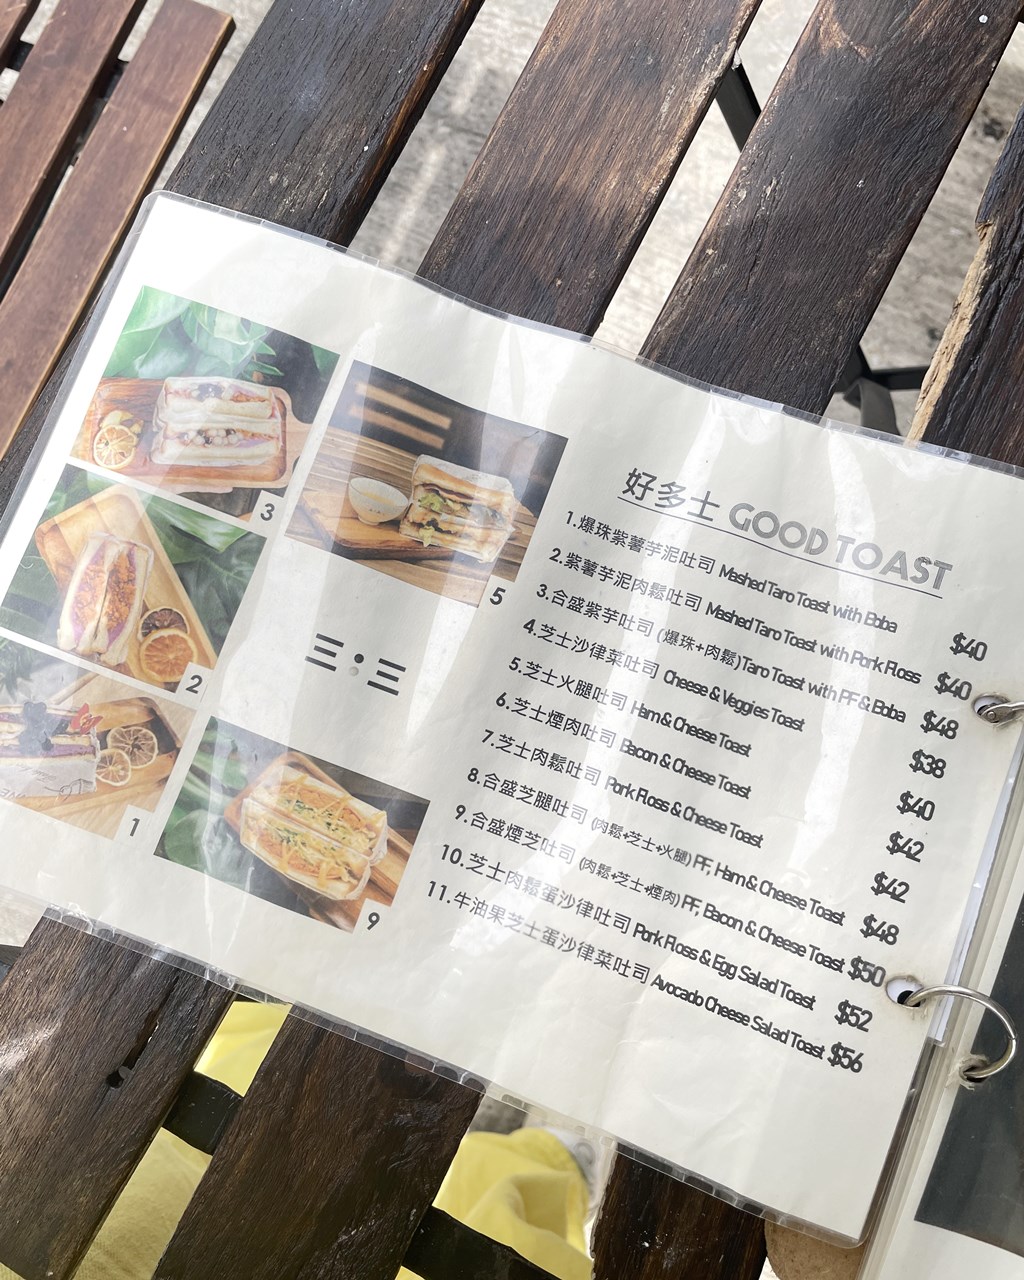 好多士 GOOD TOAST
1.爆珠紫薯芋泥吐司 Mashed Taro Toast with Boba $40
2.紫薯芋泥肉鬆吐司 Mashed Taro Toast with Pork Floss $40
3.合盛紫芋吐司 (爆珠+肉鬆)Taro Toast with PF & Boba $48
4.芝士沙律菜吐司 Cheese & Veggies Toast $38
5.芝士火腿吐司 Ham & Cheese Toast $40
6.芝士煙肉吐司 Bacon & Cheese Toast $42
7.芝士肉鬆吐司 Pork Floss & Cheese Toast $42
8.合盛芝腿吐司 (肉鬆+芝士+火腿) PF, Ham & Cheese Toast $48
9.合盛煙芝吐司 (肉鬆+芝士+煙肉) PF, Bacon & Cheese Toast $50
10.芝士肉鬆蛋沙律吐司 Pork Floss & Egg Salad Toast $52
11.牛油果芝士蛋沙律菜吐司 Avocado Cheese Salad Toast $56
3
5
2
三:三
1
9